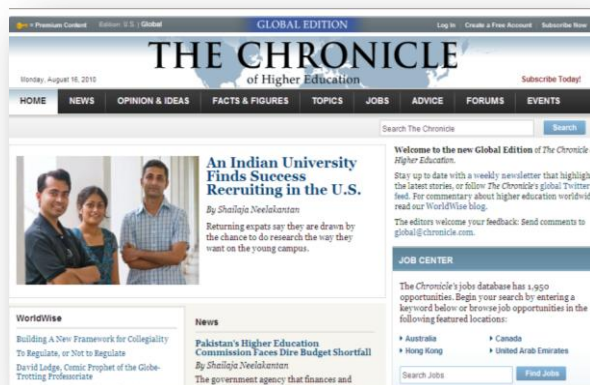 = Premium Content Edition: U.S. | Global GLOBAL EDITION Log In Create a Free Account Subscribe Now
THE CHRONICLE
of Higher Education
Monday, August 16, 2010 Subscribe Today!
HOME NEWS OPINION & IDEAS FACTS & FIGURES TOPICS JOBS ADVICE FORUMS EVENTS
Search The Chronicle Search
An Indian University
Finds Success
Recruiting in the U.S.
By Shailaja Neelakantan
Returning expats say they are drawn by
the chance to do research the way they
want on the young campus.
Welcome to the new Global Edition of The Chronicle
Higher Education.
Stay up to date with a weekly newsletter that highligh
the latest stories, or follow The Chronicle's global Twitter
feed. For commentary about higher education worldwid
read our WorldWise blog.
The editors welcome your feedback: Send comments to
global@chronicle.com.
JOB CENTER
The Chronicle's jobs database has 1,950
opportunities. Begin your search by entering a
keyword below or browse job opportunities in the
following featured locations:
Australia Canada
Hong Kong United Arab Emirates
Search Jobs Find Jobs
WorldWise
Building A New Framework for Collegiality
To Regulate, or Not to Regulate
David Lodge, Comic Prophet of the Globe-
Trotting Professoriate
News
Pakistan's Higher Education
Commission Faces Dire Budget Shortfall
By Shailaja Neelakantan
The government agency that finances and